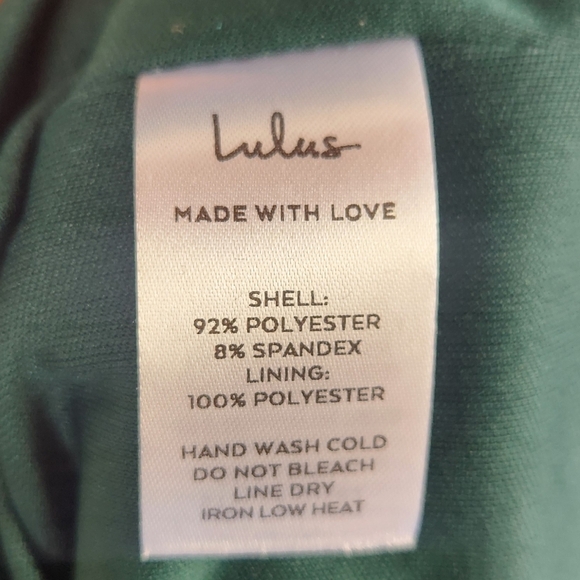 Lulus
MADE WITH LOVE
SHELL:
92% POLYESTER
8% SPANDEX
LINING:
100% POLYESTER
HAND WASH COLD
DO NOT BLEACH
LINE DRY
IRON LOW HEAT